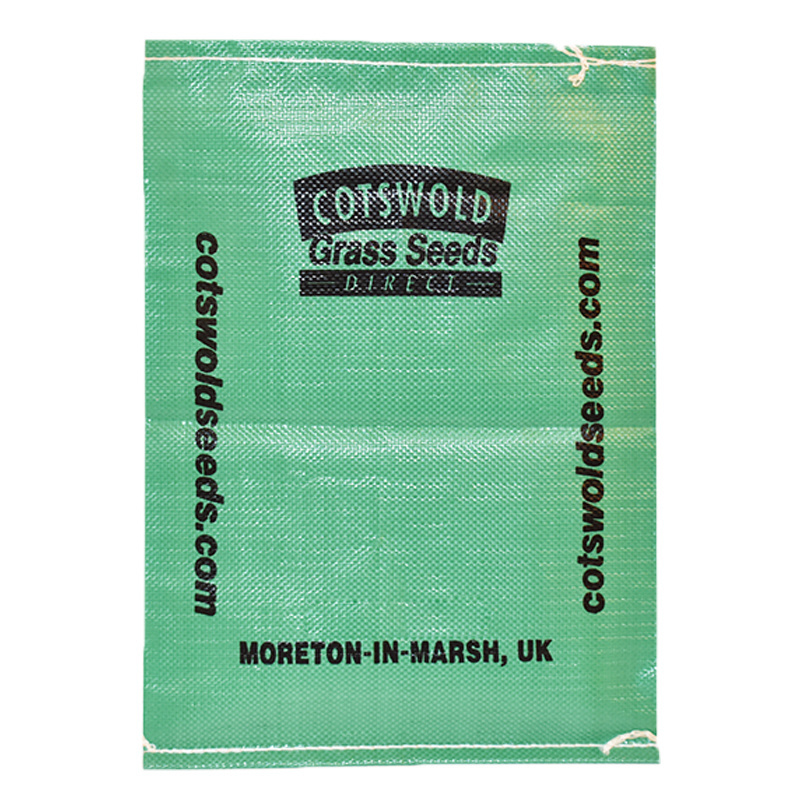 COTSWOLD
Grass Seeds
DIRECT
cotswoldseeds.com
cotswoldseeds.com
MORETON-IN-MARSH, UK